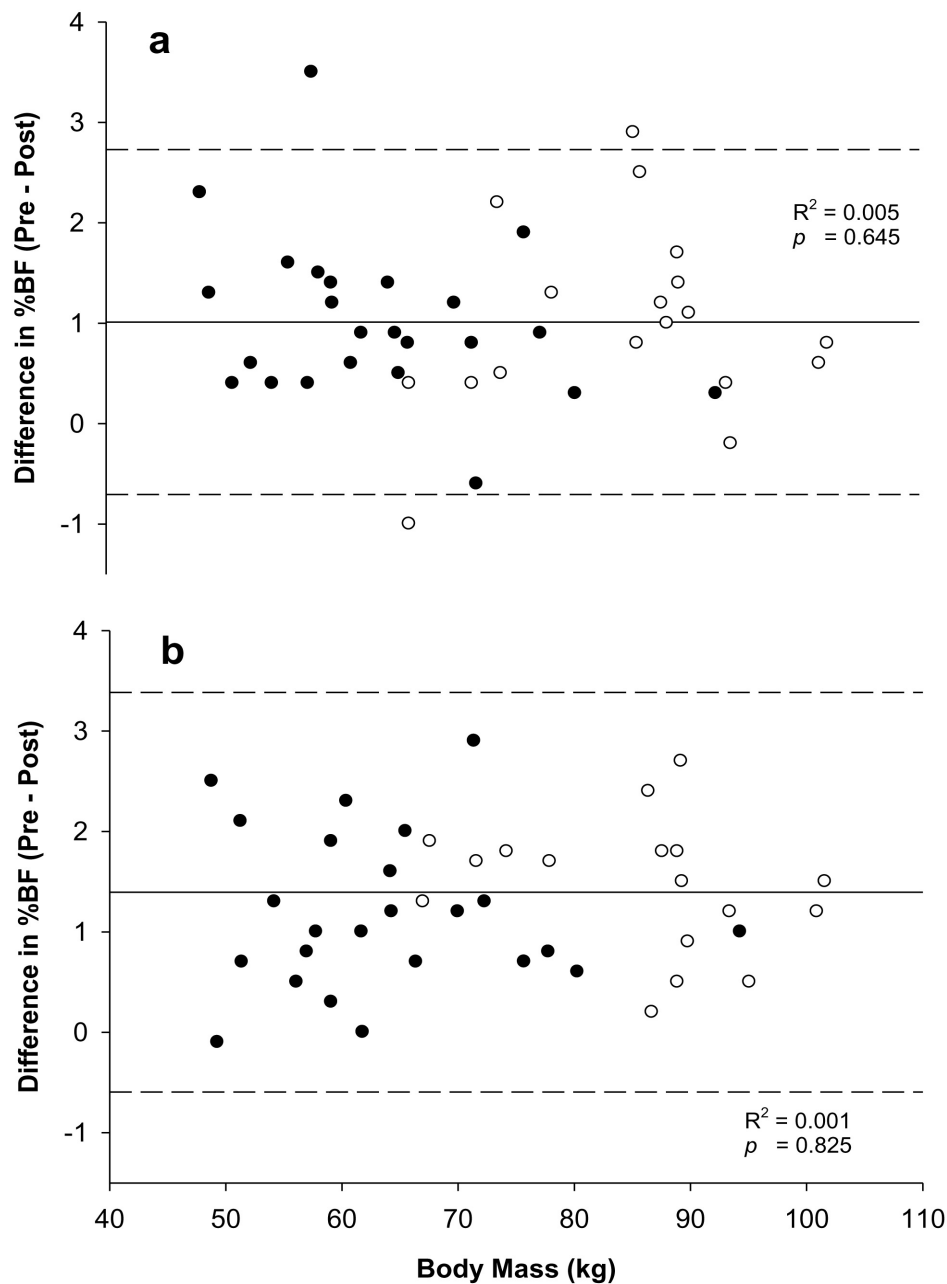 a
Difference in %BF (Pre - Post)
4
3
2
1
0
-1
R² = 0.005
p = 0.645
b
Difference in %BF (Pre - Post)
4
3
2
1
0
-1
R² = 0.001
p = 0.825
40 50 60 70 80 90 100 110
Body Mass (kg)